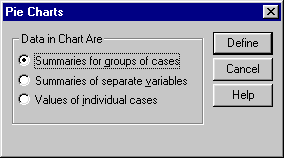 Pie Charts
Data in Chart Are
Summaries for groups of cases
Summaries of separate variables
Values of individual cases
Define
Cancel
Help